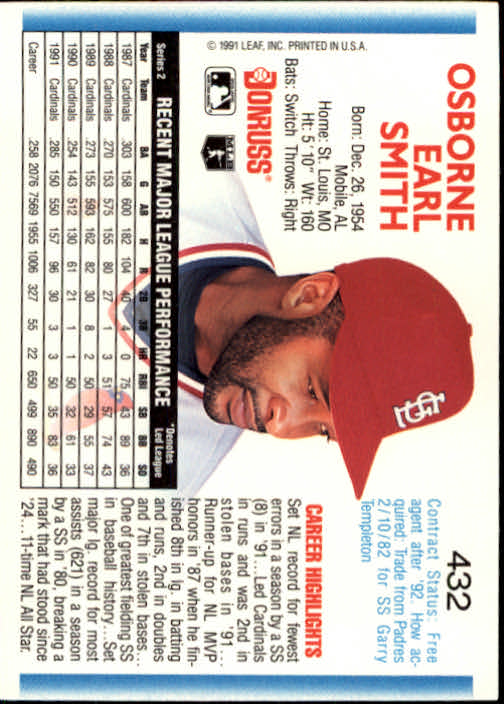 OSBORNE
EARL
SMITH
Born: Dec. 26, 1954
Mobile, AL
Home: St. Louis, MO
Ht: 5' 10" Wt: 160
Bats: Switch Throws: Right
DONRUSS
MLB
© 1991 LEAF, INC. PRINTED IN U.S.A.
StL
432
Contract Status: Free
agent after '92. How ac-
quired: Trade from Padres
2/10/82 for SS Garry
Templeton
CAREER HIGHLIGHTS
Set NL record for fewest
errors in a season by a SS
(8) in '91...Led Cardinals
in runs and was 2nd in
stolen bases in '91...
Runner-up for NL MVP
honors in '87 when he fin-
ished 8th in lg. in batting
and runs, 2nd in doubles
and 7th in stolen bases...
One of greatest fielding SS
in baseball history...Set
major lg. record for most
assists (621) in a season
by a SS in '80, breaking a
mark that had stood since
'24...11-time NL All Star.
Series 2 RECENT MAJOR LEAGUE PERFORMANCE *Denotes Led League
Year Team BA G AB H R 2B 3B HR RBI SB BB SO
1987 Cardinals .303 158 600 182 104 40 4 0 75 43 89 36
1988 Cardinals .270 153 575 155 80 27 1 3 51 57 74 43
1989 Cardinals .273 155 593 162 82 30 8 2 50 29 55 37
1990 Cardinals .254 143 512 130 61 21 1 1 50 32 61 33
1991 Cardinals .285 150 550 157 96 30 3 3 50 35 83 36
Career .258 2076 7569 1955 1006 327 55 22 650 499 890 490